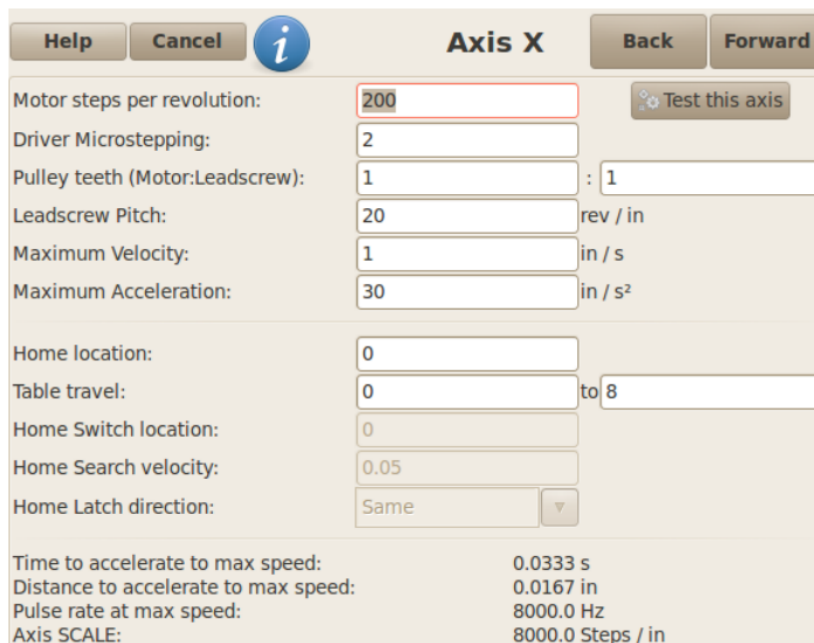 Help Cancel i Axis X Back Forward
Motor steps per revolution: 200 Test this axis
Driver Microstepping: 2
Pulley teeth (Motor:Leadscrew): 1 : 1
Leadscrew Pitch: 20 rev / in
Maximum Velocity: 1 in / s
Maximum Acceleration: 30 in / s²
Home location: 0
Table travel: 0 to 8
Home Switch location: 0
Home Search velocity: 0.05
Home Latch direction: Same
Time to accelerate to max speed: 0.0333 s
Distance to accelerate to max speed: 0.0167 in
Pulse rate at max speed: 8000.0 Hz
Axis SCALE: 8000.0 Steps / in